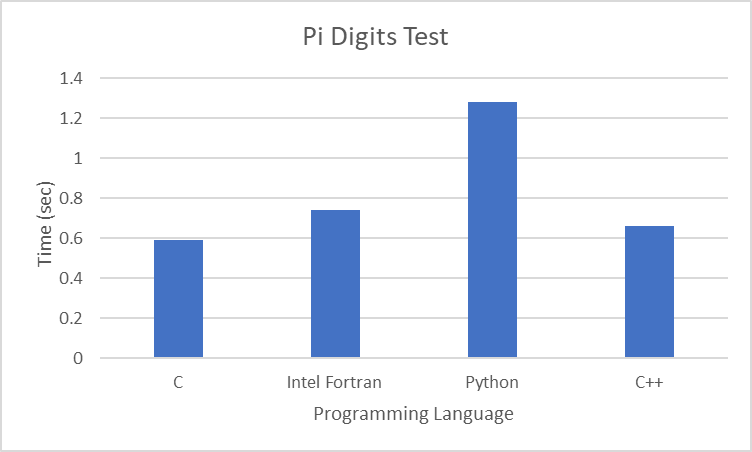 Pi Digits Test
1.4
1.2
1
0.8
0.6
0.4
0.2
0
Time (sec)
C Intel Fortran Python C++
Programming Language